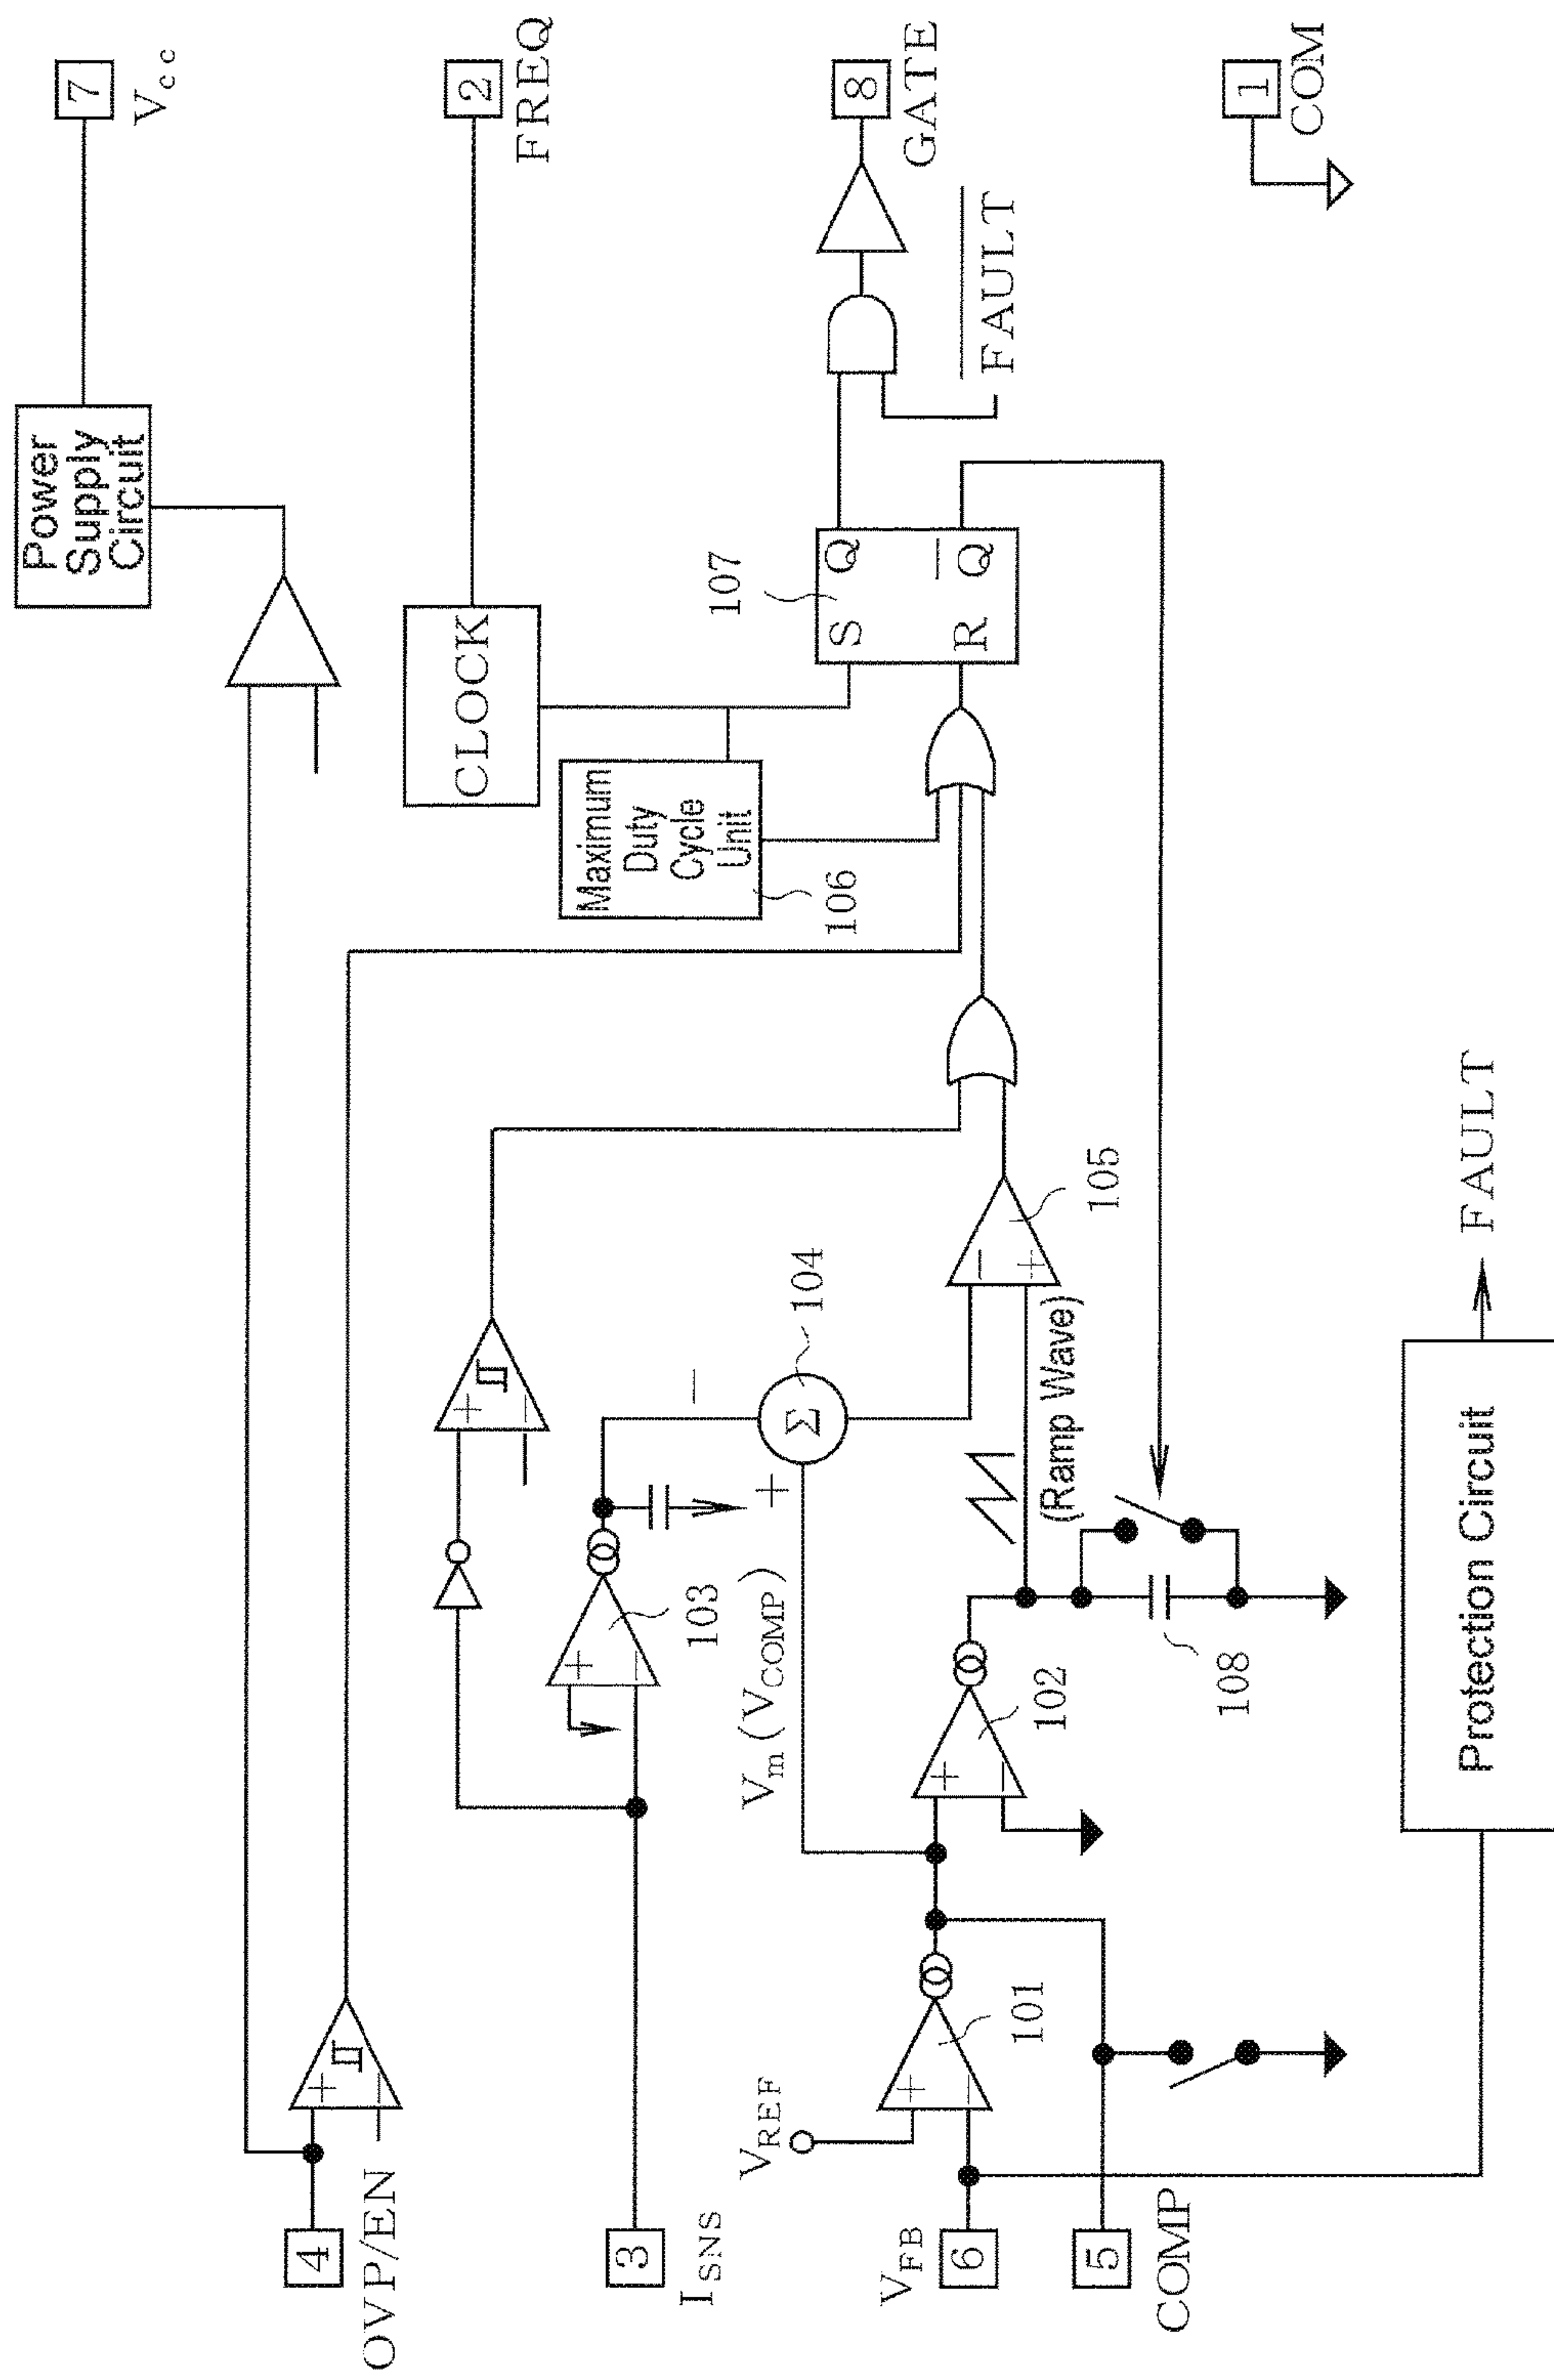 7
Vcc
Power
Supply
Circuit
4
OVP/EN
CLOCK
2
FREQ
Maximum
Duty
Cycle
Unit
106
3
ISNS
+
−
+
−
+
−
103
−
+
Σ
104
Vm (VCOMP)
107
S
Q
R
Q
8
GATE
FAULT
VREF
VFB
6
+
−
101
+
−
102
(Ramp Wave)
−
+
105
108
5
COMP
1
COM
Protection Circuit
FAULT